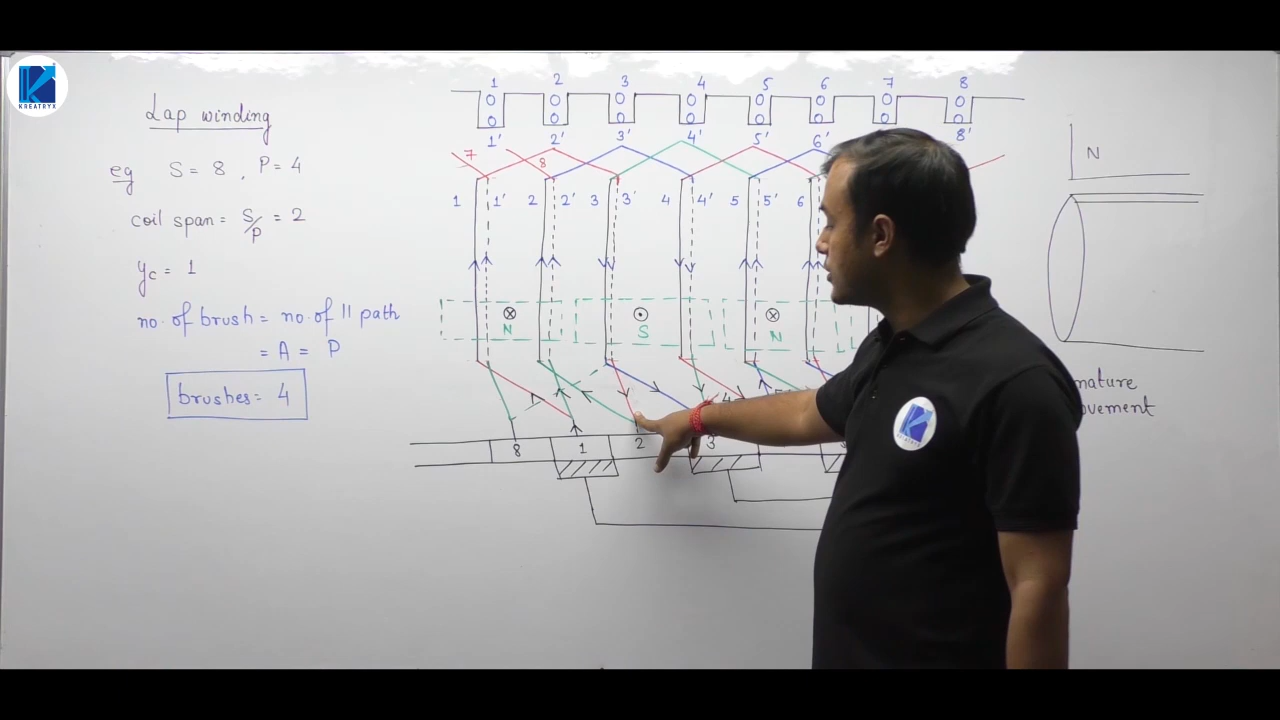 KREATRYX
Lap winding
eg S = 8 , P = 4
coil span = S/P = 2
yc = 1
no. of brush = no. of || path
= A = P
brushes = 4
1 2 3 4 5 6 7 8
1' 2' 3' 4' 5' 6' 8'
7 8
1 1' 2 2' 3 3' 4 4' 5 5' 6
N S N
1 4
8 1 2 3
N
ovement